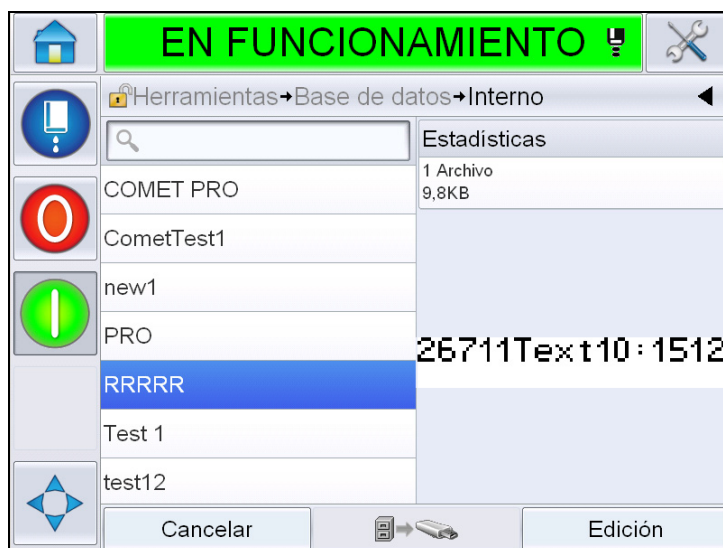 EN FUNCIONAMIENTO
Herramientas→Base de datos→Interno
Estadísticas
1 Archivo
9,8KB
COMET PRO
CometTest1
new1
PRO
RRRRR
Test 1
test12
26711Text10:1512
Cancelar
Edición